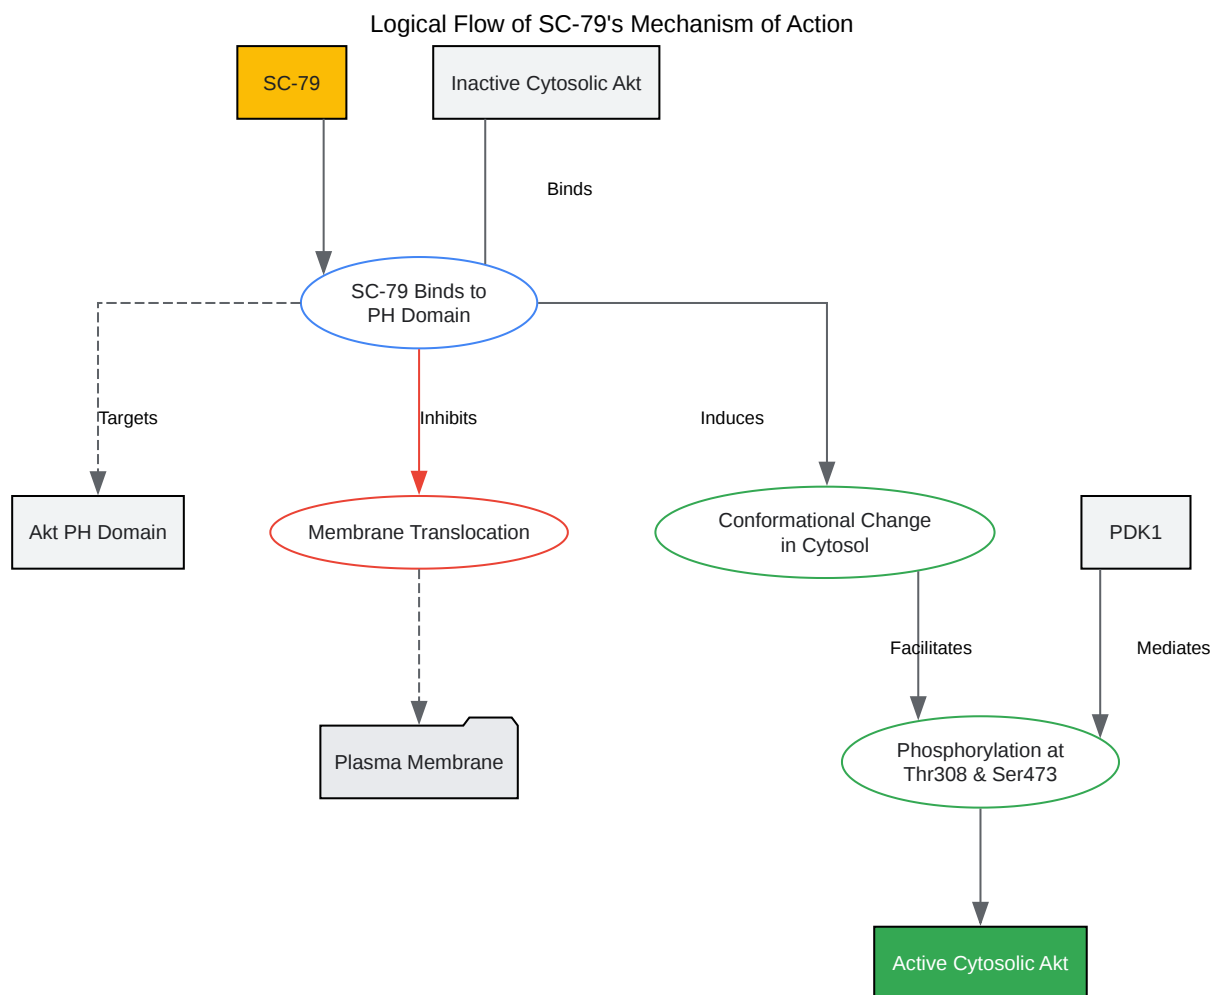 Logical Flow of SC-79's Mechanism of Action
SC-79
Inactive Cytosolic Akt
Binds
SC-79 Binds to
PH Domain
Targets
Inhibits
Induces
Akt PH Domain
Membrane Translocation
Conformational Change
in Cytosol
PDK1
Facilitates
Mediates
Plasma Membrane
Phosphorylation at
Thr308 & Ser473
Active Cytosolic Akt